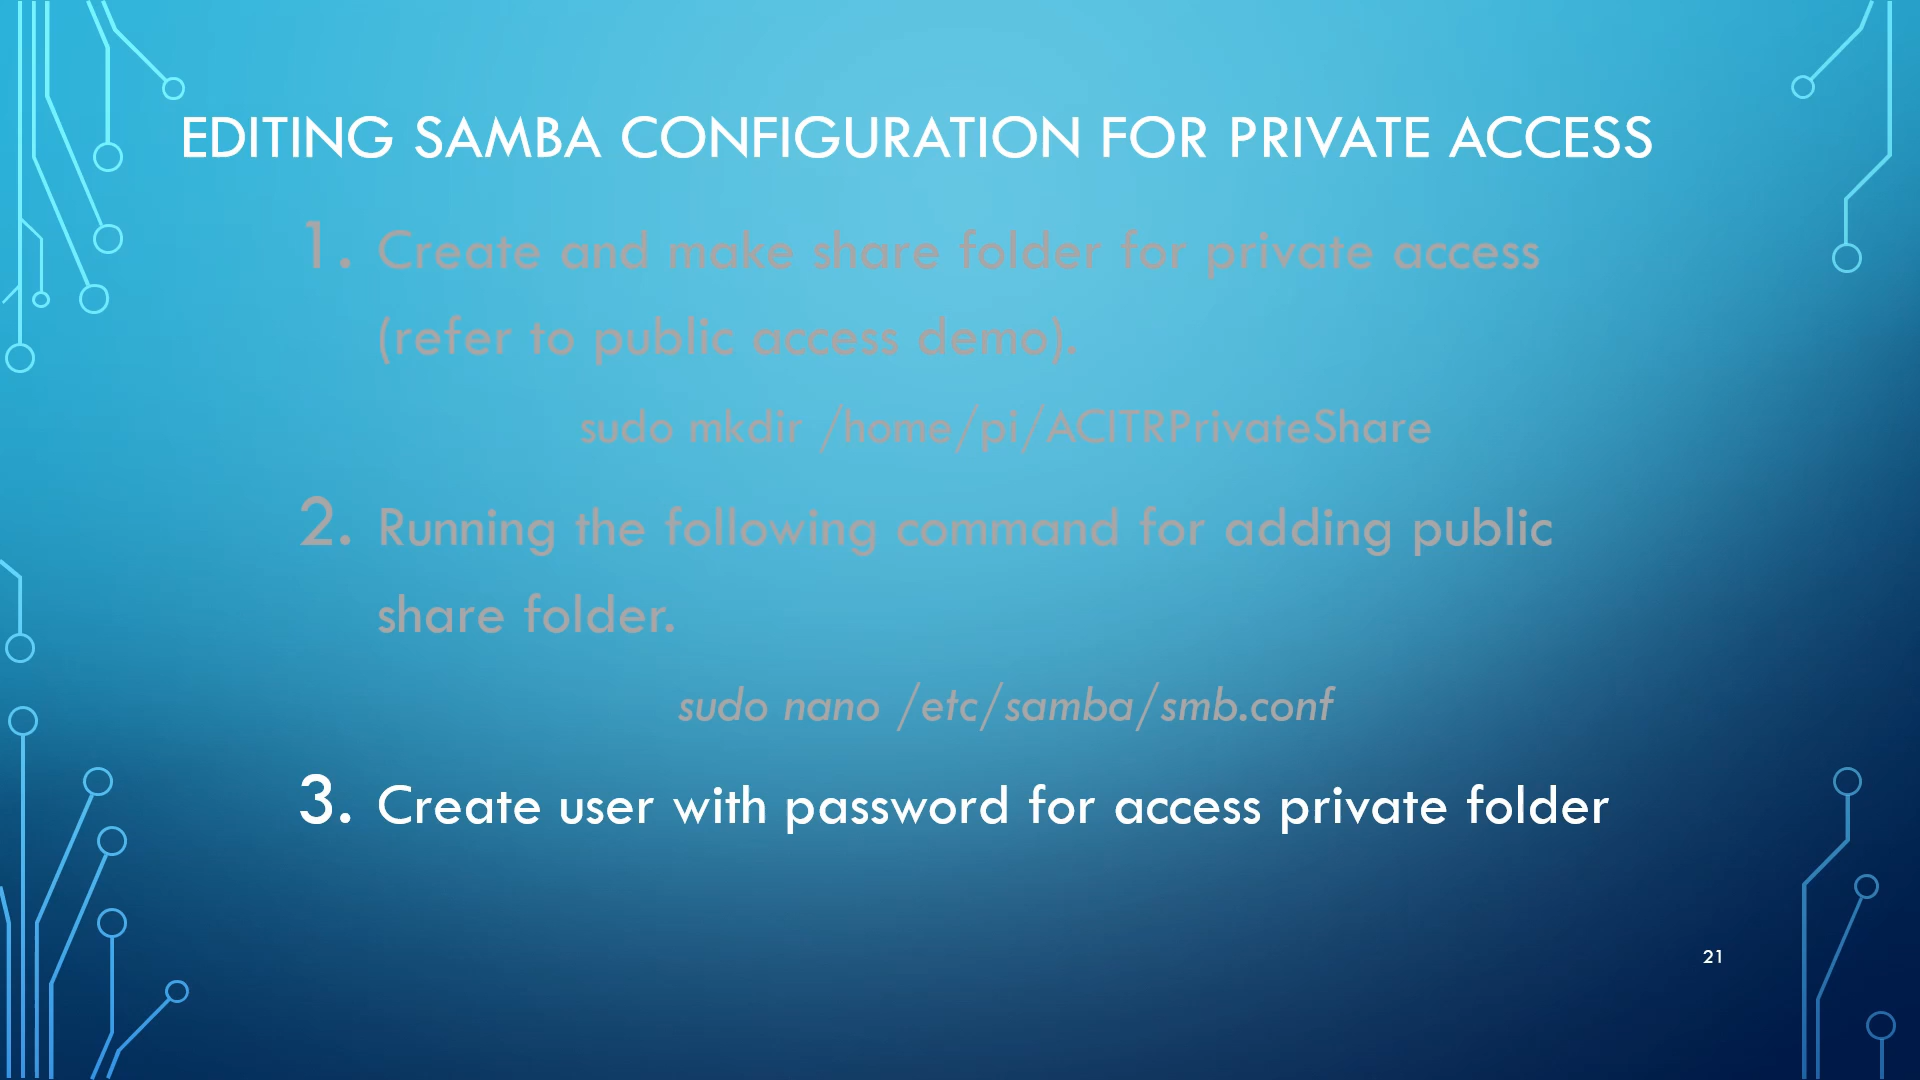 EDITING SAMBA CONFIGURATION FOR PRIVATE ACCESS
1. Create and make share folder for private access
(refer to public access demo).
sudo mkdir /home/pi/ACITRPrivateShare
2. Running the following command for adding public
share folder.
sudo nano /etc/samba/smb.conf
3. Create user with password for access private folder
21